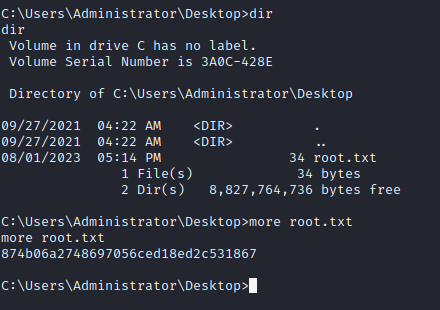 C:\Users\Administrator\Desktop>dir
dir
 Volume in drive C has no label.
 Volume Serial Number is 3A0C-428E

 Directory of C:\Users\Administrator\Desktop

09/27/2021  04:22 AM    <DIR>          .
09/27/2021  04:22 AM    <DIR>          ..
08/01/2023  05:14 PM                34 root.txt
               1 File(s)             34 bytes
               2 Dir(s)   8,827,764,736 bytes free

C:\Users\Administrator\Desktop>more root.txt
more root.txt
874b06a2748697056ced18ed2c531867

C:\Users\Administrator\Desktop>